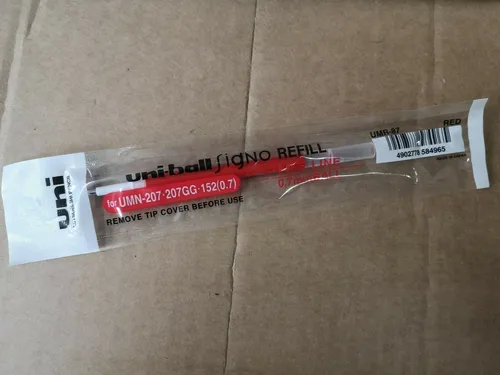 uni
uni-ball Signo REFILL
for UMN-207·207GG·152(0.7)
REMOVE TIP COVER BEFORE USE
UMR-87
RED
4902778 584965